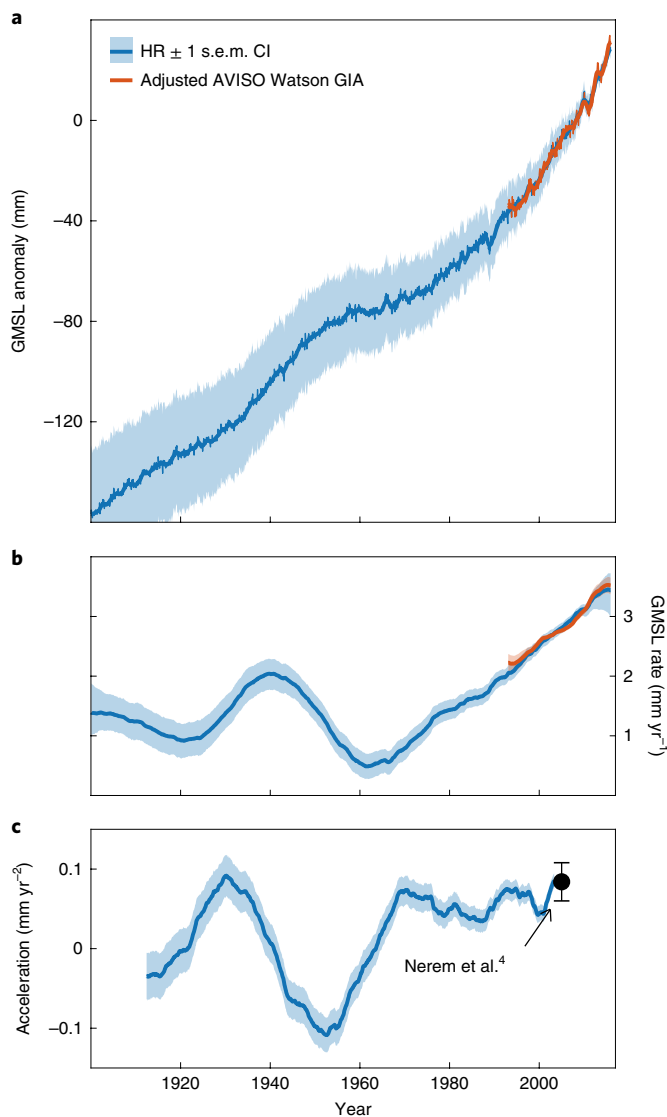 a
HR ± 1 s.e.m. CI
Adjusted AVISO Watson GIA
0
−40
−80
−120
GMSL anomaly (mm)
b
3
2
1
GMSL rate (mm yr⁻¹)
c
0.1
0
−0.1
Acceleration (mm yr⁻²)
Nerem et al.⁴
1920 1940 1960 1980 2000
Year